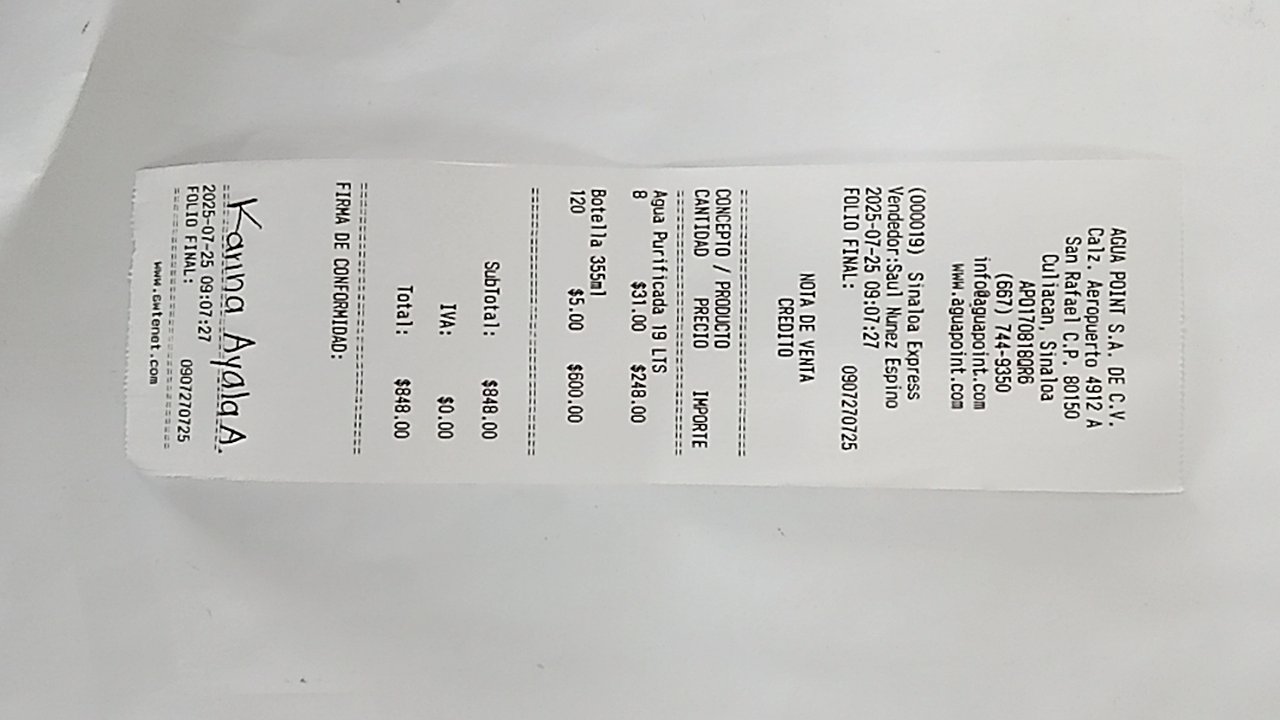 AGUA POINT S.A. DE C.V.
Calz. Aeropuerto 4912 A
San Rafael C.P. 80150
Culiacan, Sinaloa
APO170818QR6
(667) 744-9350
info@aguapoint.com
www.aguapoint.com
(000019) Sinaloa Express
Vendedor:Saul Nunez Espino
2025-07-25 09:07:27
FOLIO FINAL: 0907270725
NOTA DE VENTA
CREDITO
CONCEPTO / PRODUCTO
CANTIDAD PRECIO IMPORTE
Agua Purificada 19 LTS
8 $31.00 $248.00
Botella 355ml
120 $5.00 $600.00
SubTotal: $848.00
IVA: $0.00
Total: $848.00
FIRMA DE CONFORMIDAD:
Karina Ayala A.
2025-07-25 09:07:27
FOLIO FINAL: 0907270725
www.gwtenet.com